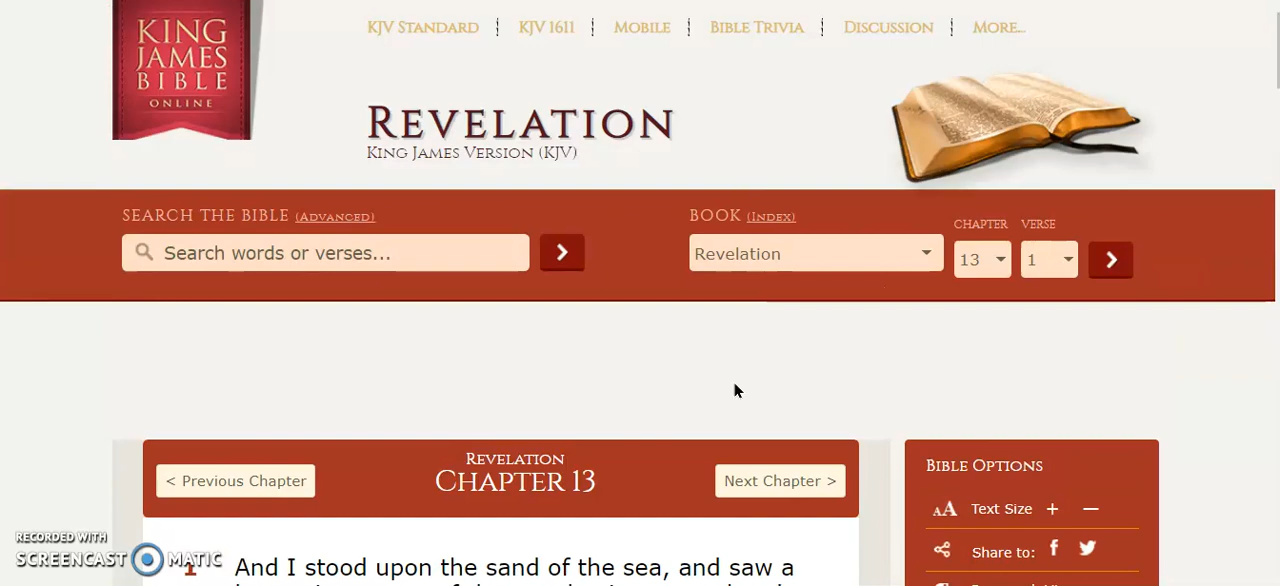 KING
JAMES
BIBLE
ONLINE
KJV STANDARD
KJV 1611
MOBILE
BIBLE TRIVIA
DISCUSSION
MORE...
REVELATION
KING JAMES VERSION (KJV)
SEARCH THE BIBLE (ADVANCED)
Search words or verses...
BOOK (INDEX)
Revelation
CHAPTER
13
VERSE
1
< Previous Chapter
REVELATION
CHAPTER 13
Next Chapter >
1 And I stood upon the sand of the sea, and saw a
BIBLE OPTIONS
AA Text Size + —
Share to:
RECORDED WITH
SCREENCAST MATIC